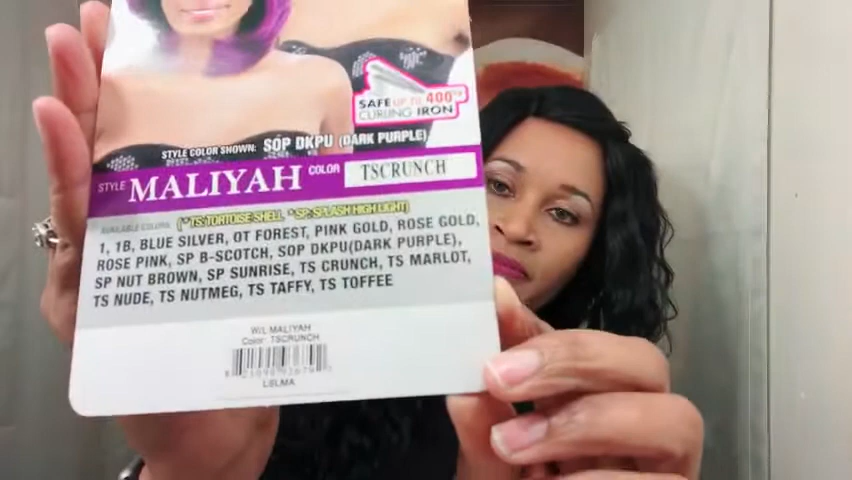 SAFE UP TO 400°F
CURLING IRON
STYLE COLOR SHOWN: SOP DKPU (DARK PURPLE)
STYLE MALIYAH COLOR TSCRUNCH
AVAILABLE COLORS (*TS:TORTOISE SHELL *SP:SPLASH HIGH LIGHT)
1, 1B, BLUE SILVER, OT FOREST, PINK GOLD, ROSE GOLD,
ROSE PINK, SP B-SCOTCH, SOP DKPU(DARK PURPLE),
SP NUT BROWN, SP SUNRISE, TS CRUNCH, TS MARLOT,
TS NUDE, TS NUTMEG, TS TAFFY, TS TOFFEE
W/L MALIYAH
Color: TSCRUNCH
LSLMA